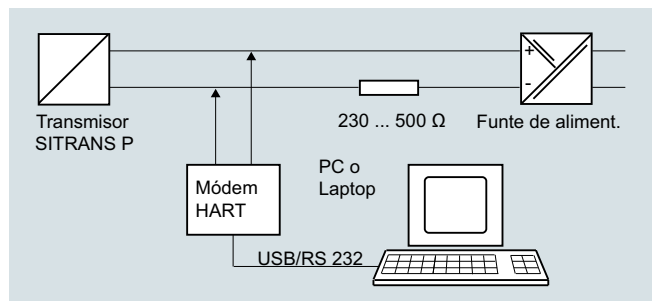 +
-
Transmisor
SITRANS P
230 ... 500 Ω
Funte de aliment.
Módem
HART
PC o
Laptop
USB/RS 232